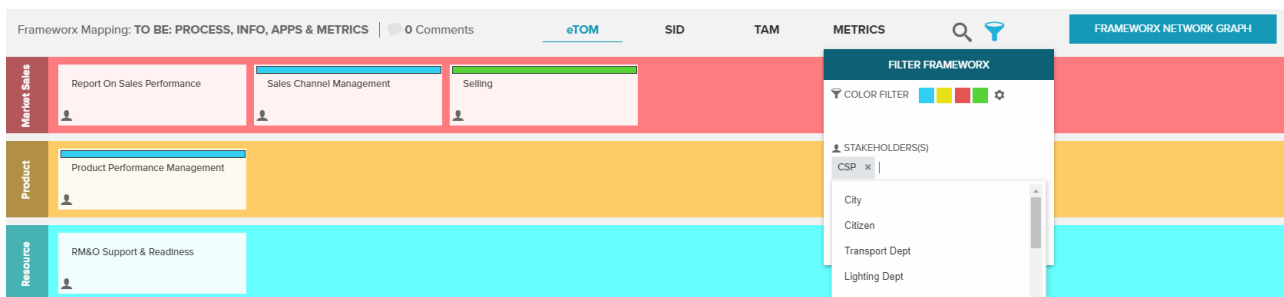 Frameworx Mapping: TO BE: PROCESS, INFO, APPS & METRICS | 0 Comments eTOM SID TAM METRICS FRAMEWORX NETWORK GRAPH
FILTER FRAMEWORX
Market Sales
Report On Sales Performance
Sales Channel Management
Selling
COLOR FILTER
STAKEHOLDERS(S)
CSP ×
Product
Product Performance Management
City
Citizen
Transport Dept
Lighting Dept
Resource
RM&O Support & Readiness